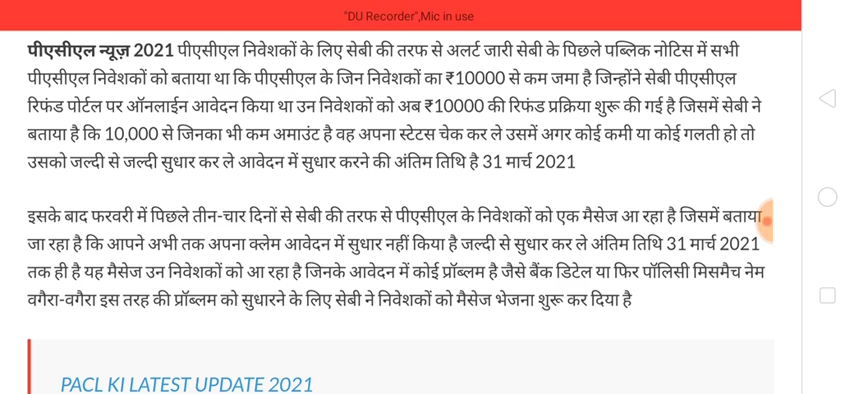 "DU Recorder",Mic in use
पीएसीएल न्यूज़ 2021 पीएसीएल निवेशकों के लिए सेबी की तरफ से अलर्ट जारी सेबी के पिछले पब्लिक नोटिस में सभी
पीएसीएल निवेशकों को बताया था कि पीएसीएल के जिन निवेशकों का ₹10000 से कम जमा है जिन्होंने सेबी पीएसीएल
रिफंड पोर्टल पर ऑनलाईन आवेदन किया था उन निवेशकों को अब ₹10000 की रिफंड प्रक्रिया शुरू की गई है जिसमें सेबी ने
बताया है कि 10,000 से जिनका भी कम अमाउंट है वह अपना स्टेटस चेक कर ले उसमें अगर कोई कमी या कोई गलती हो तो
उसको जल्दी से जल्दी सुधार कर ले आवेदन में सुधार करने की अंतिम तिथि है 31 मार्च 2021
इसके बाद फरवरी में पिछले तीन-चार दिनों से सेबी की तरफ से पीएसीएल के निवेशकों को एक मैसेज आ रहा है जिसमें बताया
जा रहा है कि आपने अभी तक अपना क्लेम आवेदन में सुधार नहीं किया है जल्दी से सुधार कर ले अंतिम तिथि 31 मार्च 2021
तक ही है यह मैसेज उन निवेशकों को आ रहा है जिनके आवेदन में कोई प्रॉब्लम है जैसे बैंक डिटेल या फिर पॉलिसी मिसमैच नेम
वगैरा-वगैरा इस तरह की प्रॉब्लम को सुधारने के लिए सेबी ने निवेशकों को मैसेज भेजना शुरू कर दिया है
PACL KI LATEST UPDATE 2021